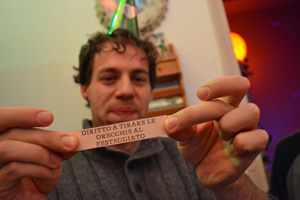 DIRITTO A TIRARE LE
ORECCHIE AL
FESTEGGIATO